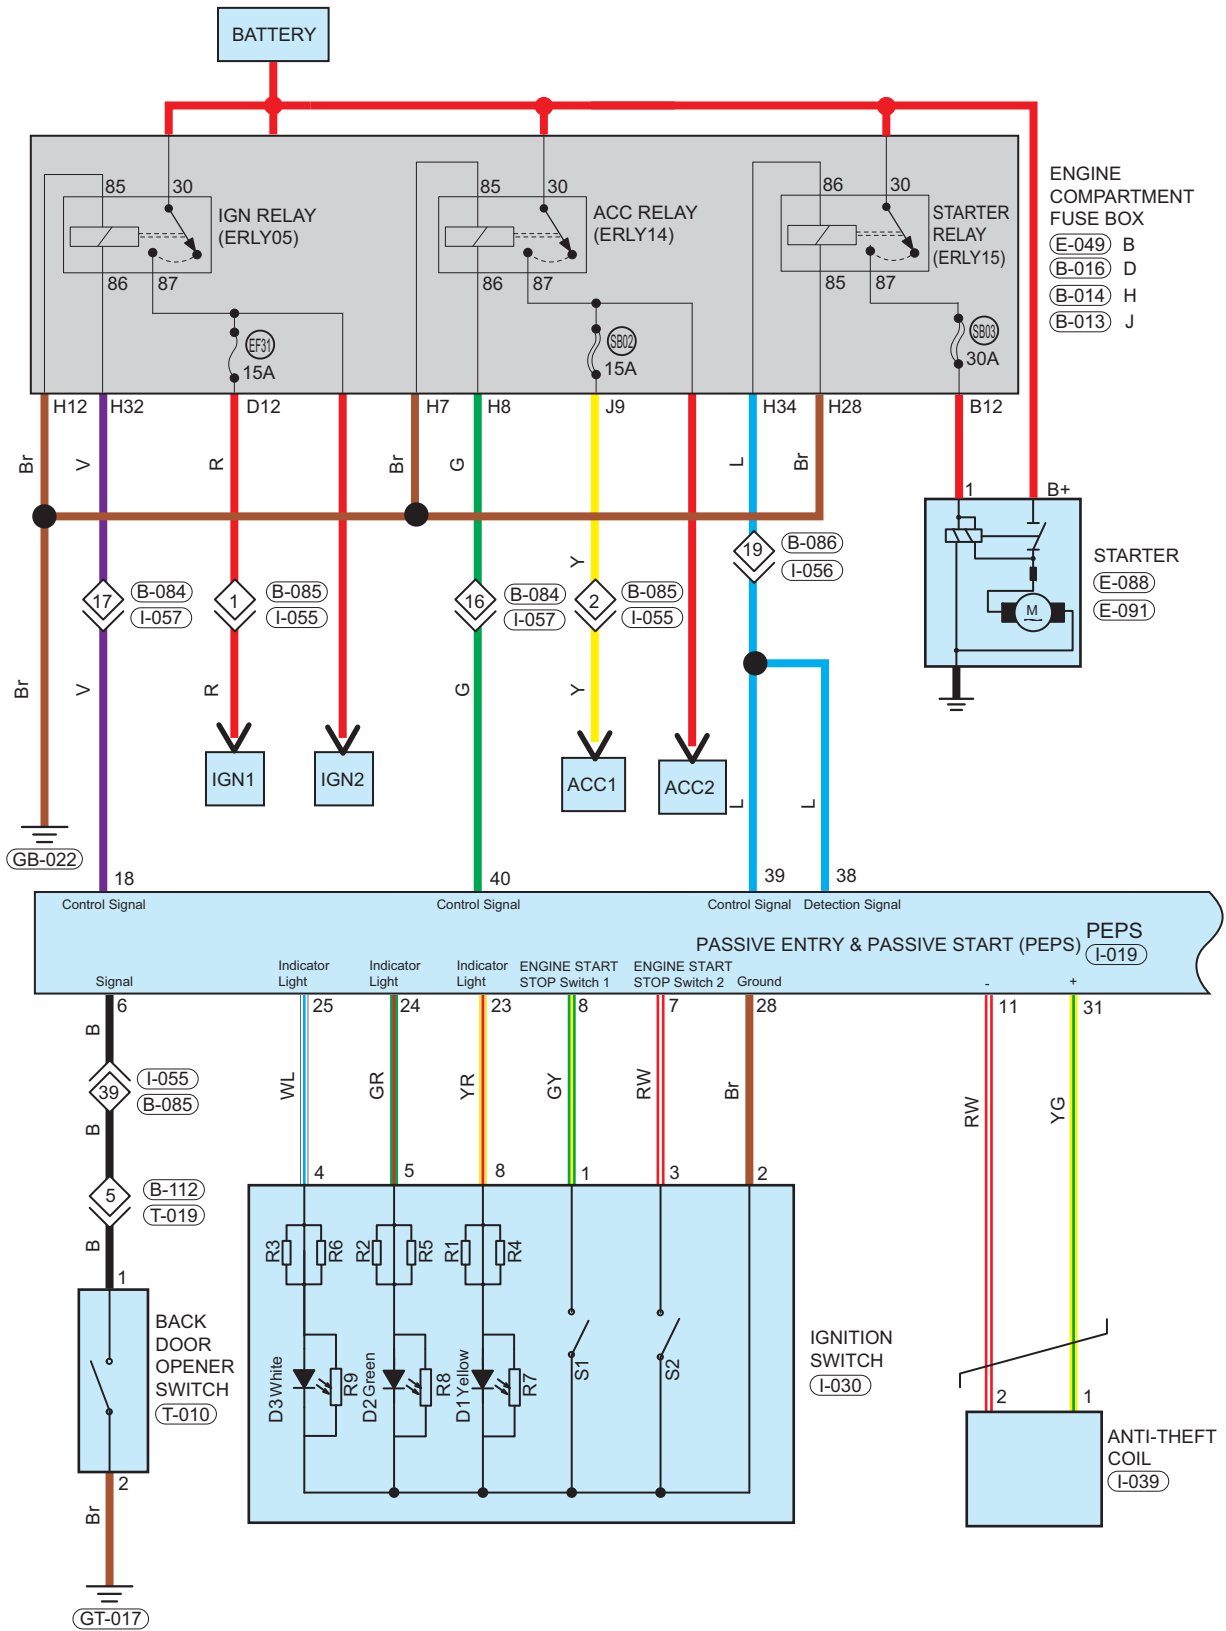 BATTERY
85
30
IGN RELAY
(ERLY05)
86
87
EF31
15A
85
30
ACC RELAY
(ERLY14)
86
87
SB02
15A
86
30
STARTER
RELAY
(ERLY15)
85
87
SB03
30A
ENGINE
COMPARTMENT
FUSE BOX
E-049 B
B-016 D
B-014 H
B-013 J
H12
H32
D12
H7
H8
J9
H34
H28
B12
Br
V
R
Br
G
L
Br
1
B+
M
STARTER
E-088
E-091
17
B-084
I-057
1
B-085
I-055
16
B-084
I-057
Y
2
B-085
I-055
19
B-086
I-056
Br
V
R
G
Y
L
L
IGN1
IGN2
ACC1
ACC2
GB-022
18
40
39
38
Control Signal
Control Signal
Control Signal
Detection Signal
PASSIVE ENTRY & PASSIVE START (PEPS)
PEPS
I-019
Signal
Indicator
Light
Indicator
Light
Indicator
Light
ENGINE START
STOP Switch 1
ENGINE START
STOP Switch 2
Ground
-
+
6
25
24
23
8
7
28
11
31
B
WL
GR
YR
GY
RW
Br
RW
YG
39
I-055
B-085
B
5
B-112
T-019
B
4
5
8
1
3
2
R3
R6
R2
R5
R1
R4
D3 White
R9
D2 Green
R8
D1 Yellow
R7
S1
S2
IGNITION
SWITCH
I-030
1
BACK
DOOR
OPENER
SWITCH
T-010
2
Br
GT-017
2
1
ANTI-THEFT
COIL
I-039